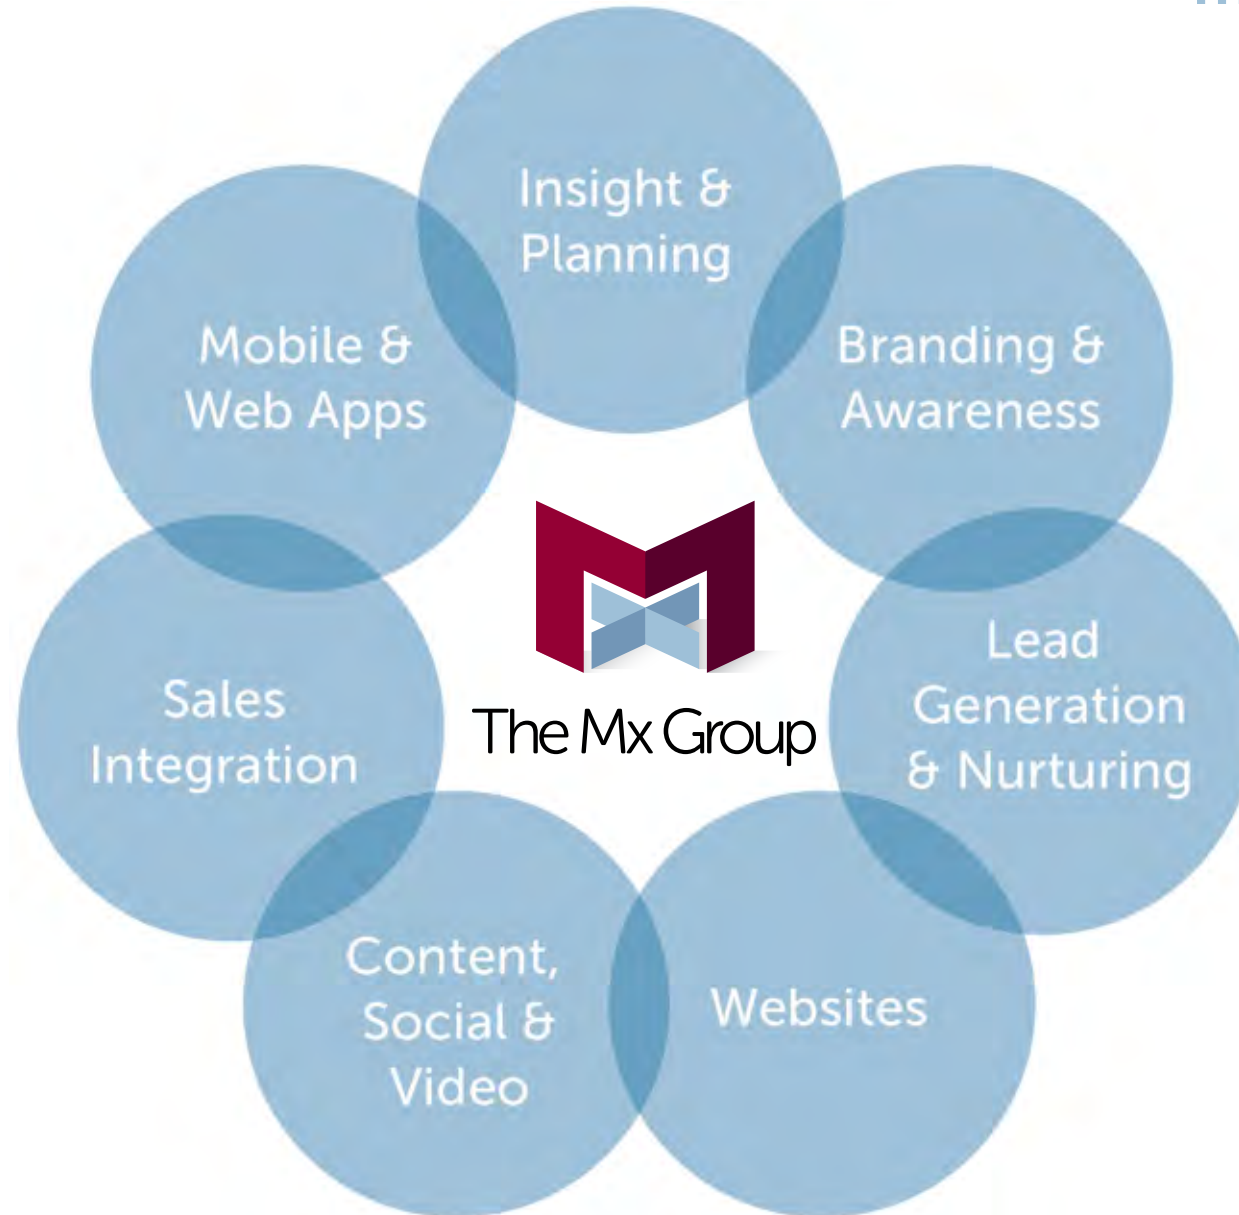 Insight &
Planning
Branding &
Awareness
Lead
Generation
& Nurturing
Websites
Content,
Social &
Video
Sales
Integration
Mobile &
Web Apps
The Mx Group